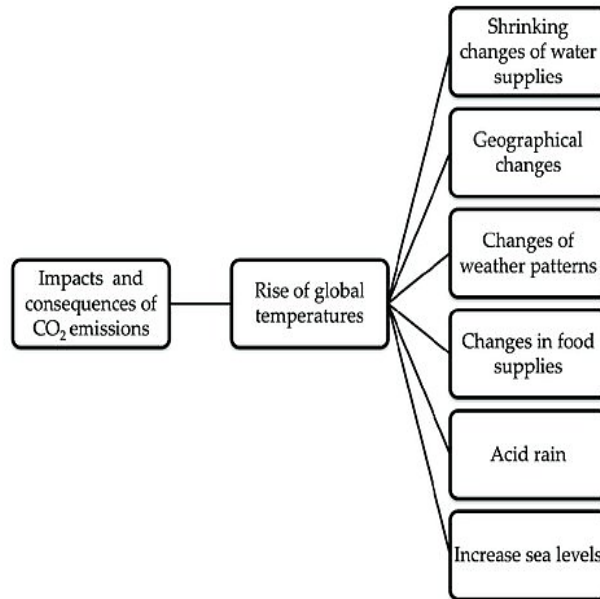 Impacts and
consequences of
CO₂ emissions
Rise of global
temperatures
Shrinking
changes of water
supplies
Geographical
changes
Changes of
weather patterns
Changes in food
supplies
Acid rain
Increase sea levels